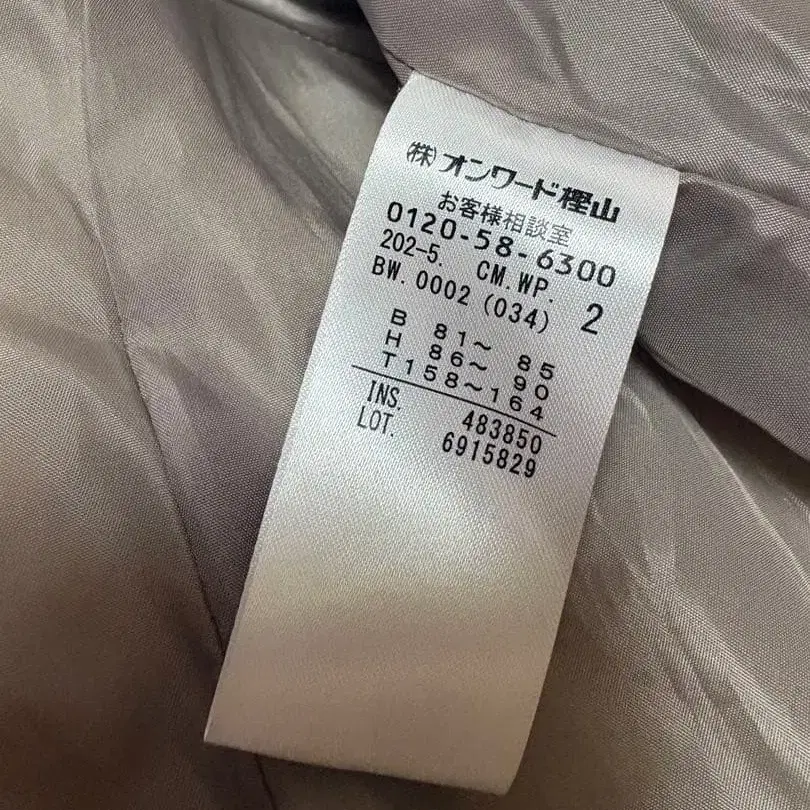 ㈱オンワード樫山
お客様相談室
0120-58-6300
202-5. CM.WP.
BW.0002(034) 2
B 81～ 85
H 86～ 90
T158～164
INS. 483850
LOT. 6915829